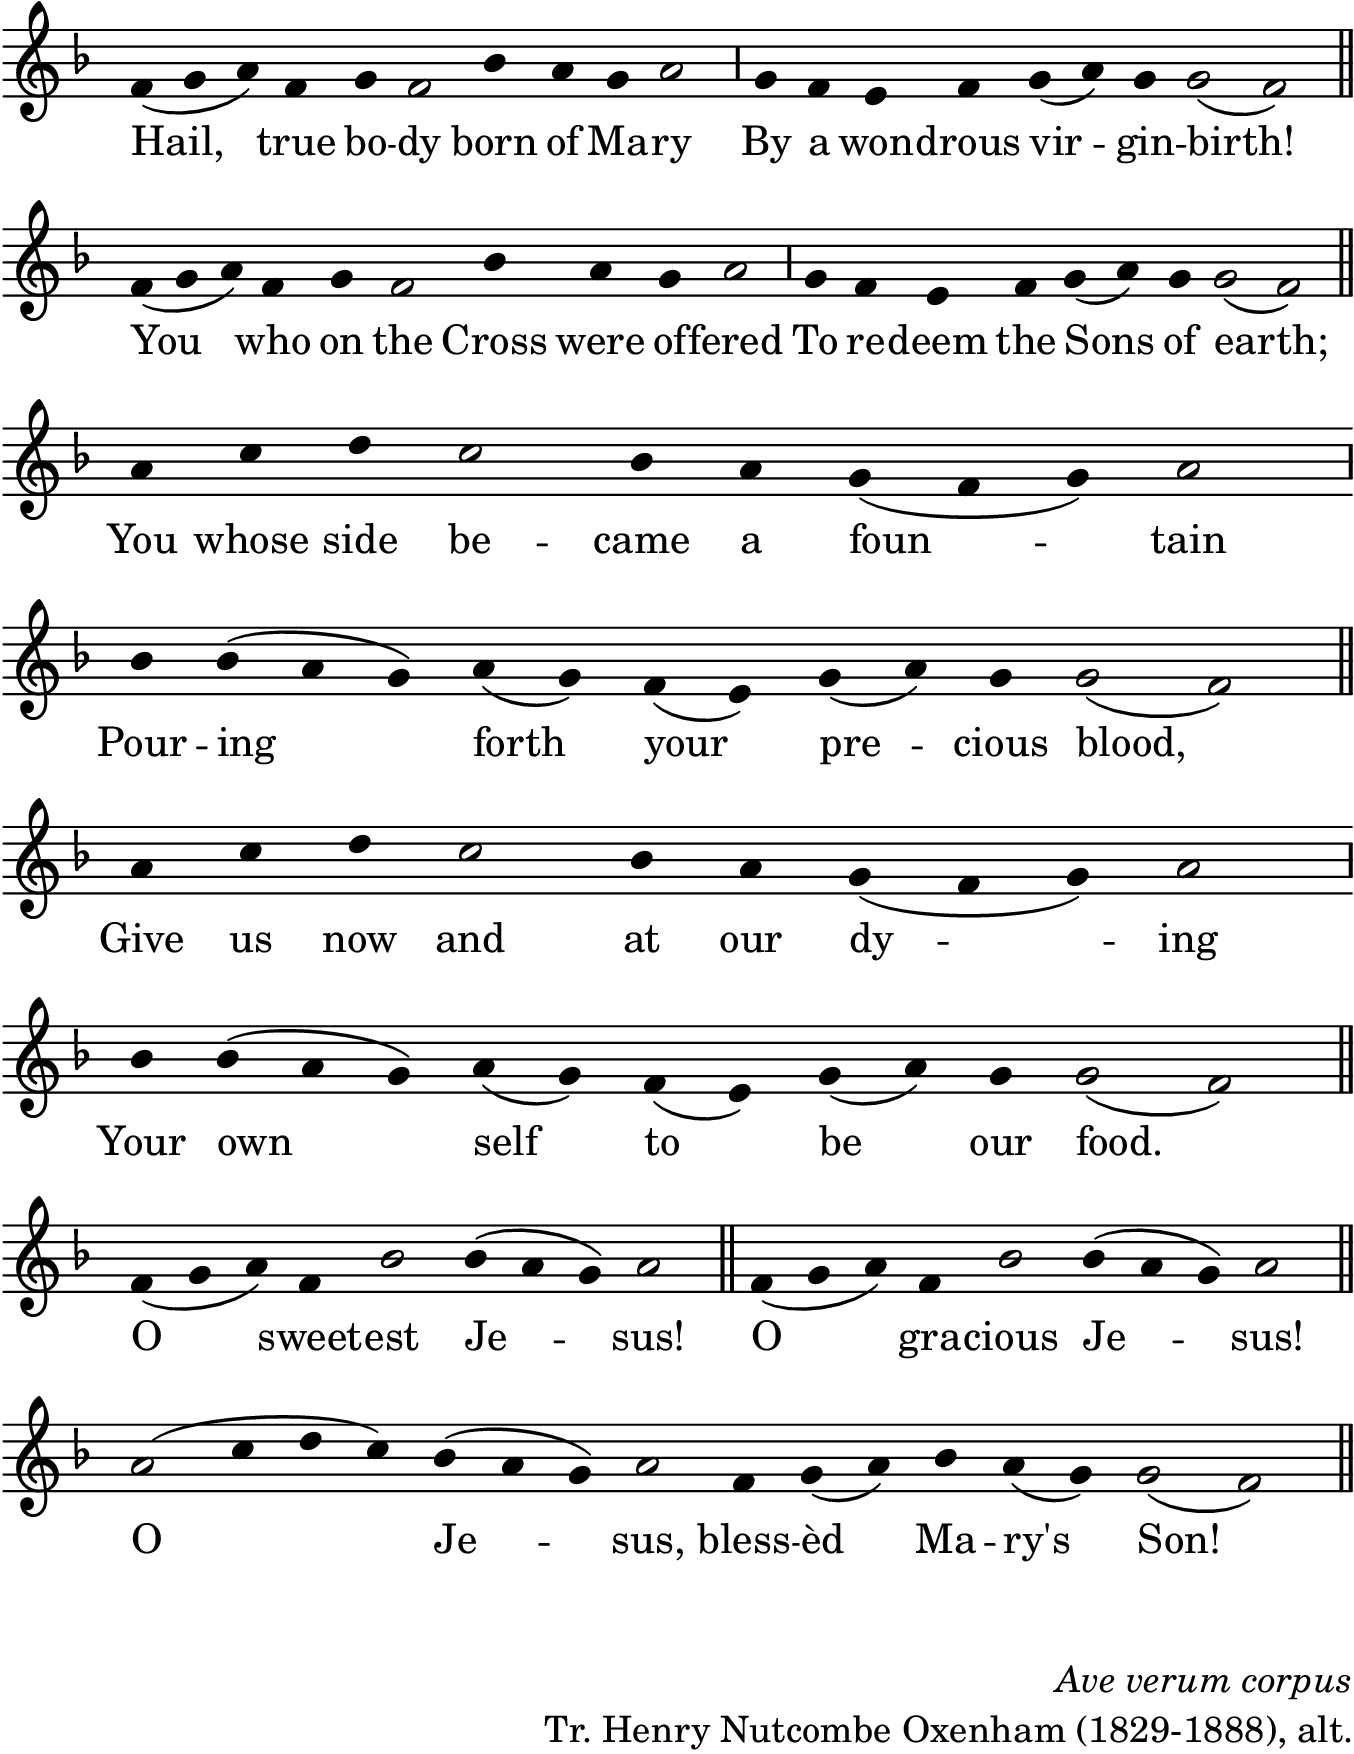 Hail, true bo-dy born of Mary By a wondrous vir - gin-birth!
You who on the Cross were offered To redeem the Sons of earth;
You whose side be - came a foun - tain
Pour - ing forth your pre - cious blood,
Give us now and at our dy - ing
Your own self to be our food.
O sweetest Je - sus! O gracious Je - sus!
O Je - sus, bless-èd Ma - ry's Son!
Ave verum corpus
Tr. Henry Nutcombe Oxenham (1829-1888), alt.